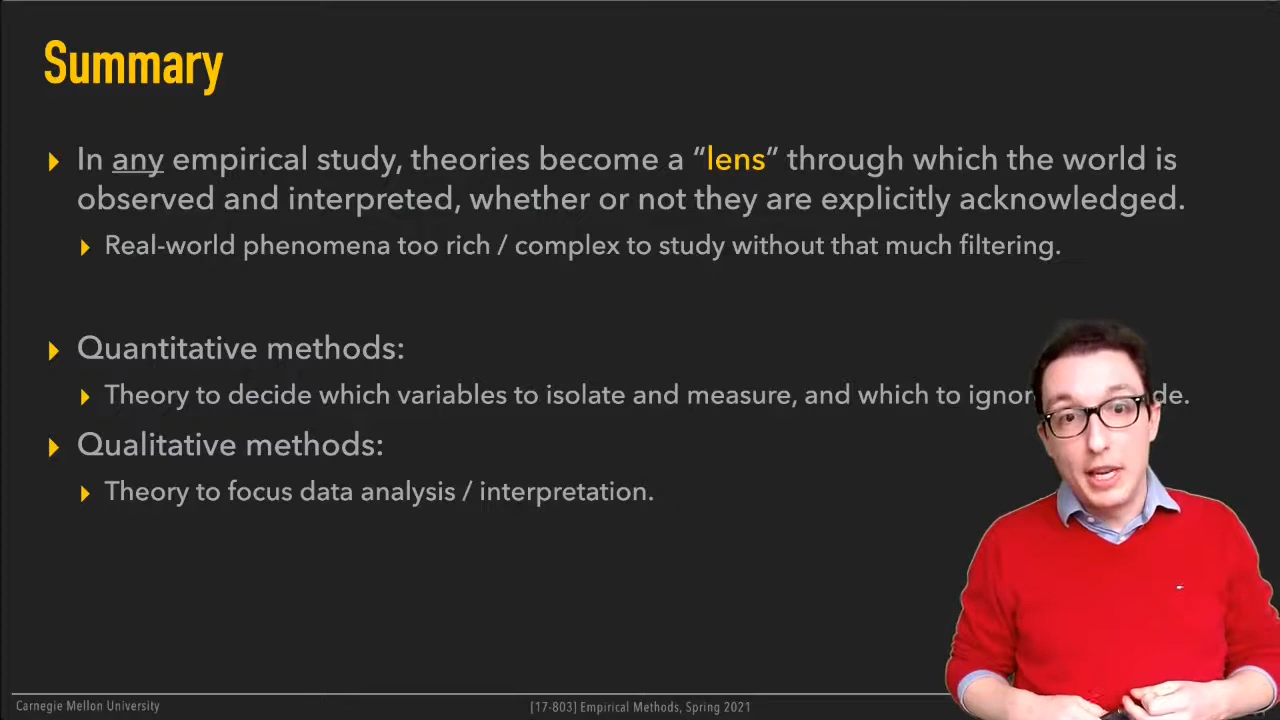 Summary
In any empirical study, theories become a “lens” through which the world is
observed and interpreted, whether or not they are explicitly acknowledged.
Real-world phenomena too rich / complex to study without that much filtering.
Quantitative methods:
Theory to decide which variables to isolate and measure, and which to
Qualitative methods:
Theory to focus data analysis / interpretation.
Carnegie Mellon University
[17-803] Empirical Methods, Spring 2021